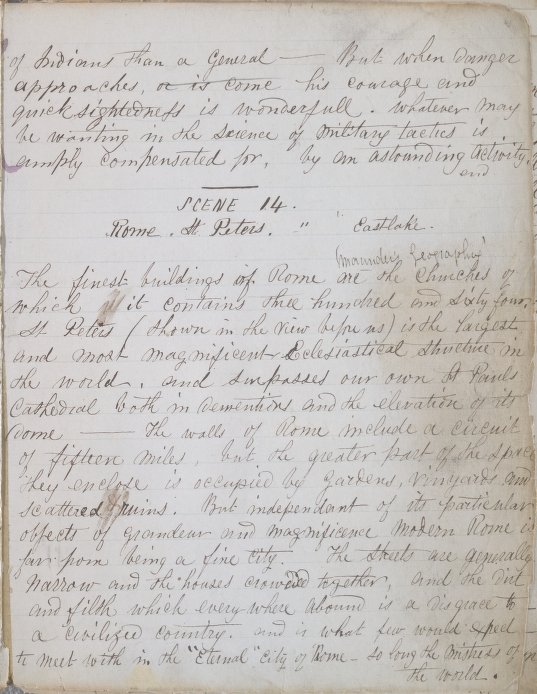 of Indians than a General — But when danger
approaches, or is come his courage and
quick sightedness is wonderfull. whatever may
be wanting in the science of military tactics is
amply compensated for, by an astounding activity.
end
SCENE 14.
Rome. St Peters. " " Eastlake.
(maunders Geography)
The finest buildings of Rome are the Churches of
which it contains three hundred and sixty four.
St Peters (shown in the view before us) is the largest
and most magnificent Eclesiastical structure in
the world. and surpasses our own St Pauls
Cathedral both in demintions and the elevation of its
Dome — The walls of Rome include a circuit
of fifteen miles, but the greater part of the space
they enclose is occupied by gardens, vinyards and
scattered ruins. But independant of its particular
objects of grandeur and magnificence modern Rome is
far from being a fine city. The streets are generally
narrow and the houses crowded together, and the dirt
and filth which every where abound is a disgrace to
a civilized country. and is what few would expect
to meet with in the "Eternal" city of Rome – so long the mistress of
the world.